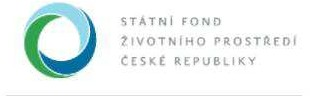 STÁTNÍ FOND
ŽIVOTNÍHO PROSTŘEDÍ
ČESKÉ REPUBLIKY